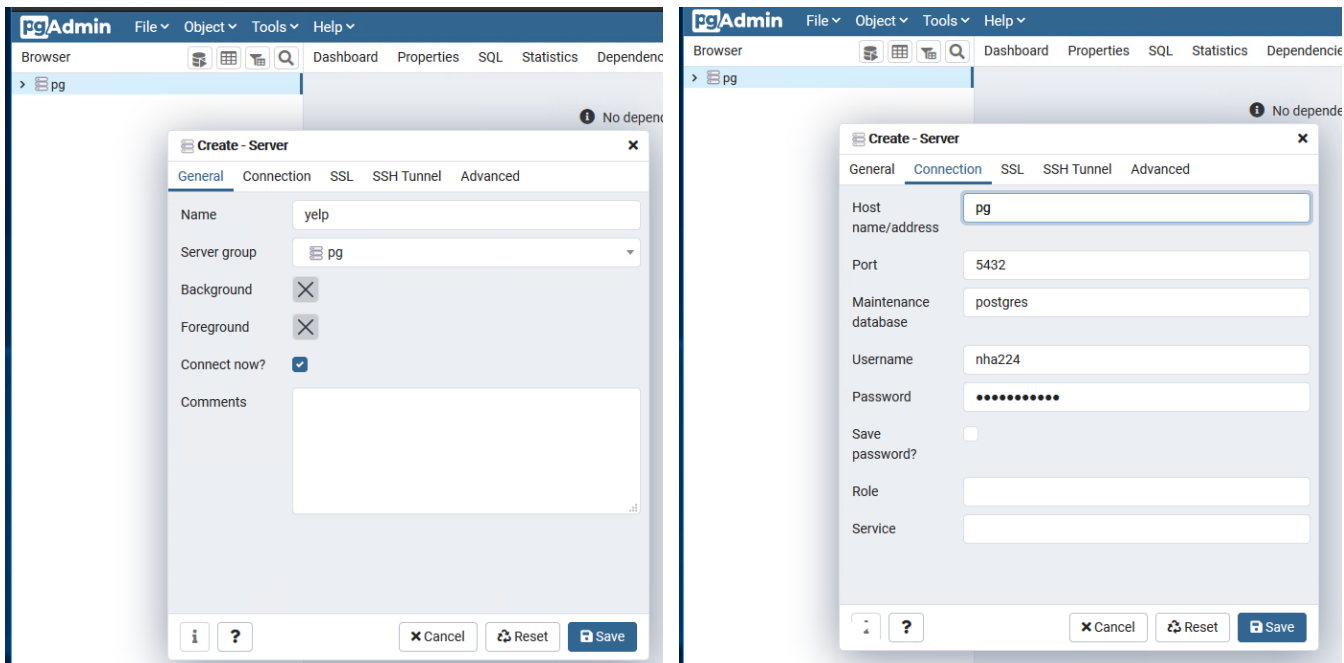 pgAdmin File Object Tools Help
Browser Dashboard Properties SQL Statistics Dependenc
pg
No depend
Create - Server
General Connection SSL SSH Tunnel Advanced
Name yelp
Server group pg
Background
Foreground
Connect now?
Comments
i ? Cancel Reset Save
pgAdmin File Object Tools Help
Browser Dashboard Properties SQL Statistics Dependencie
pg
No depende
Create - Server
General Connection SSL SSH Tunnel Advanced
Host
name/address pg
Port 5432
Maintenance
database postgres
Username nha224
Password •••••••••••
Save
password?
Role
Service
? Cancel Reset Save